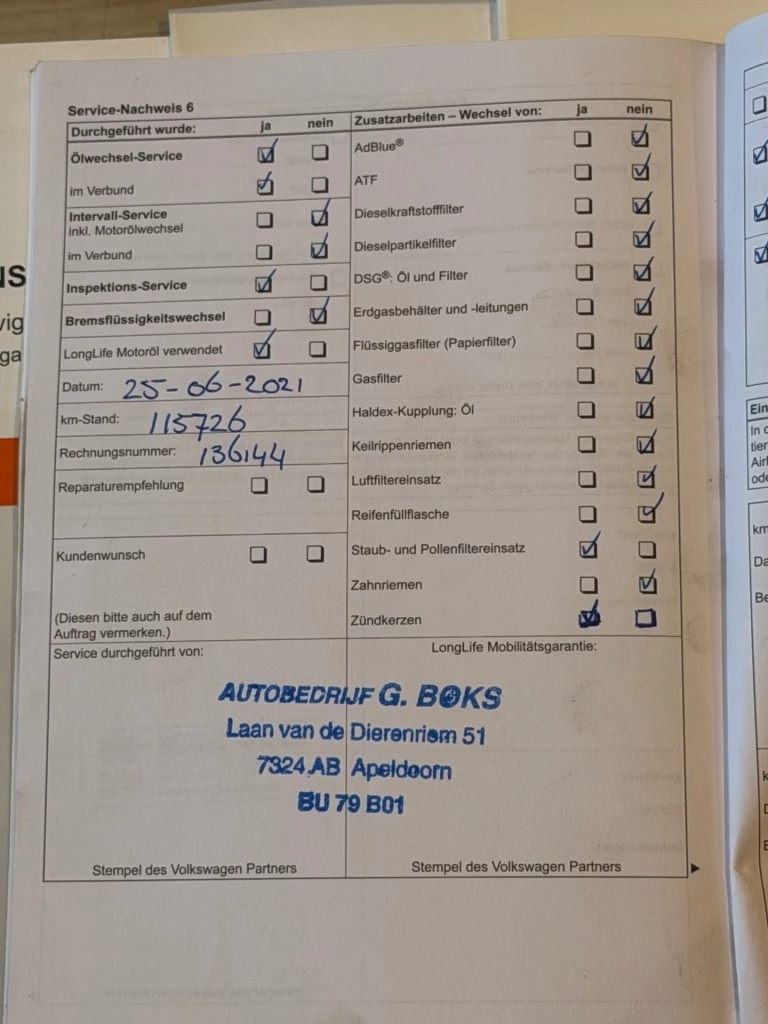 Service-Nachweis 6
Durchgeführt wurde: ja nein
Ölwechsel-Service
im Verbund
Intervall-Service
inkl. Motorölwechsel
im Verbund
Inspektions-Service
Bremsflüssigkeitswechsel
LongLife Motoröl verwendet
Datum: 25-06-2021
km-Stand: 115726
Rechnungsnummer: 136144
Reparaturempfehlung
Kundenwunsch
(Diesen bitte auch auf dem
Auftrag vermerken.)
Zusatzarbeiten – Wechsel von: ja nein
AdBlue®
ATF
Dieselkraftstofffilter
Dieselpartikelfilter
DSG®: Öl und Filter
Erdgasbehälter und -leitungen
Flüssiggasfilter (Papierfilter)
Gasfilter
Haldex-Kupplung: Öl
Keilrippenriemen
Luftfiltereinsatz
Reifenfüllflasche
Staub- und Pollenfiltereinsatz
Zahnriemen
Zündkerzen
Service durchgeführt von:
LongLife Mobilitätsgarantie:
AUTOBEDRIJF G. BOKS
Laan van de Dierenriem 51
7324 AB Apeldoorn
BU 79 B01
Stempel des Volkswagen Partners
Stempel des Volkswagen Partners